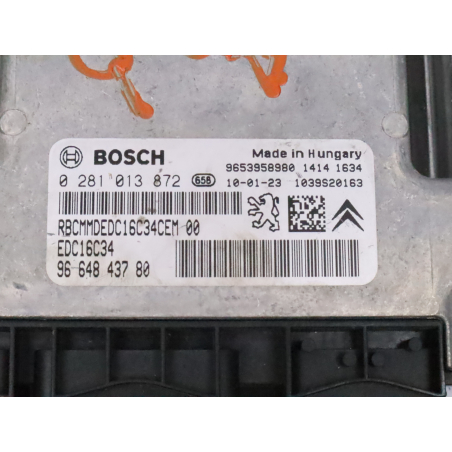 BOSCH
Made in Hungary
9653958980 1414 1634
0 281 013 872 658 10-01-23 1039S20163
RBCMMDEDC16C34CEM 00
EDC16C34
96 648 437 80